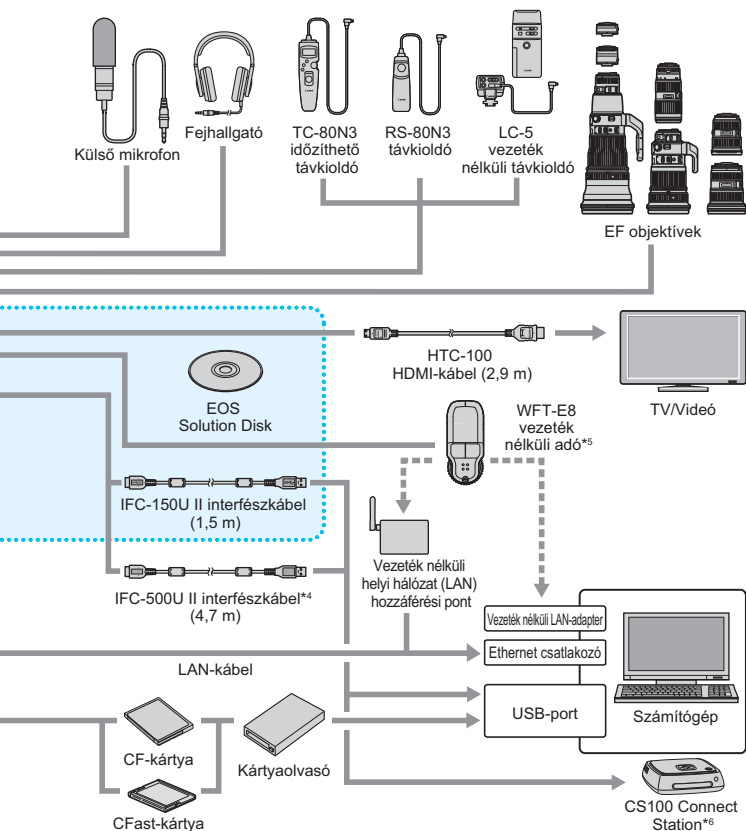 Külső mikrofon
Fejhallgató
TC-80N3
időzíthető
távkioldó
RS-80N3
távkioldó
LC-5
vezeték
nélküli távkioldó
EF objektívek
HTC-100
HDMI-kábel (2,9 m)
TV/Videó
EOS
Solution Disk
WFT-E8
vezeték
nélküli adó*5
IFC-150U II interfészkábel
(1,5 m)
Vezeték nélküli
helyi hálózat (LAN)
hozzáférési pont
IFC-500U II interfészkábel*4
(4,7 m)
Vezeték nélküli LAN-adapter
Ethernet csatlakozó
LAN-kábel
USB-port
Számítógép
CF-kártya
Kártyaolvasó
CFast-kártya
CS100 Connect
Station*6